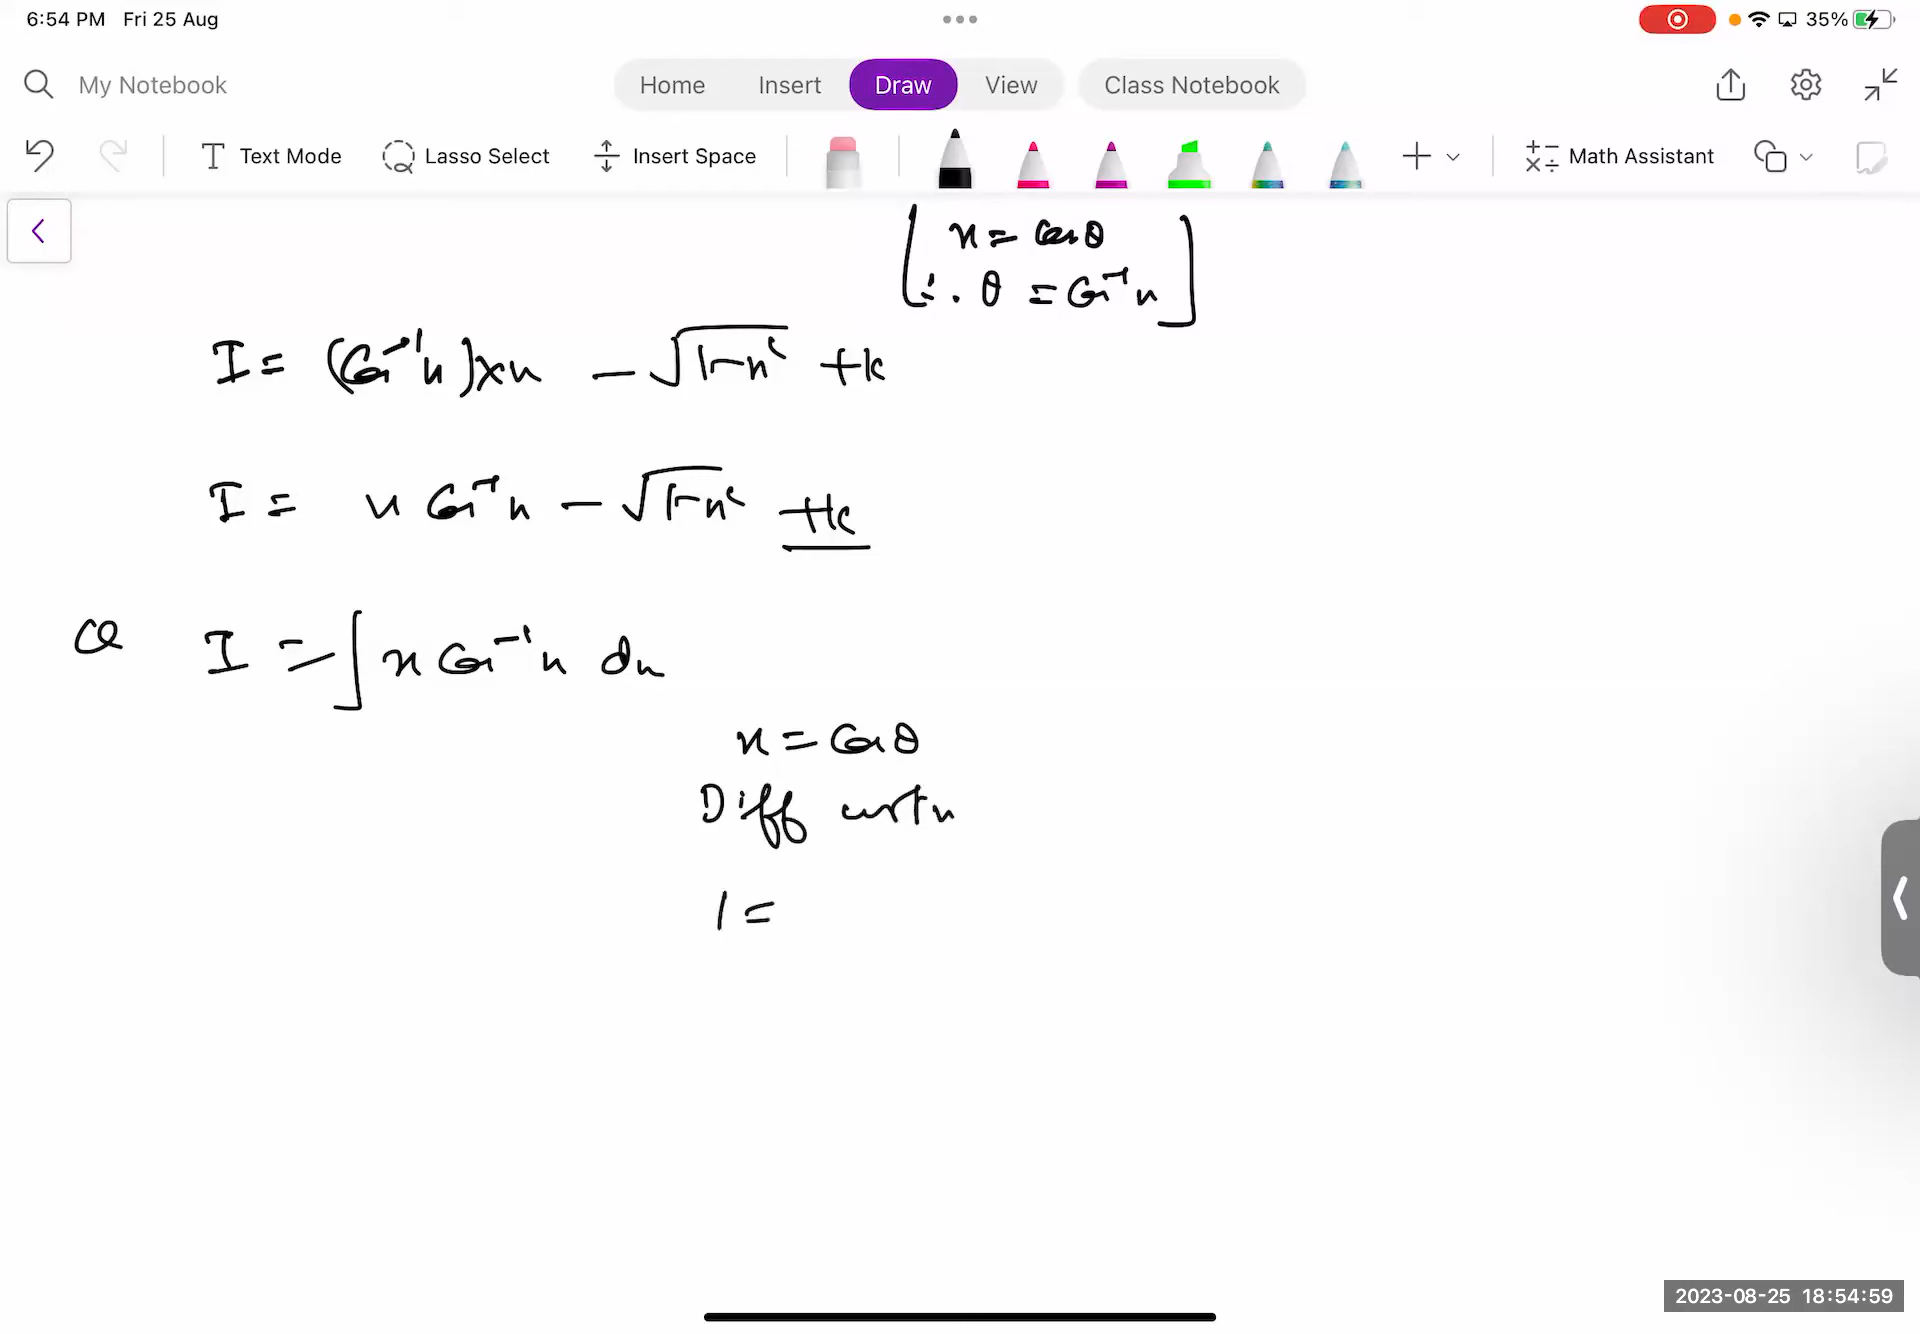 6:54 PM Fri 25 Aug
35%
My Notebook
Home Insert Draw View Class Notebook
Text Mode Lasso Select Insert Space Math Assistant
[x = cos θ
∴ θ = cos⁻¹x]
I = (cos⁻¹x) × x − √(1−x²) + k
I = x cos⁻¹x − √(1−x²) + k
Q I = ∫ x cos⁻¹x dx
x = cos θ
Diff wrt x
1 =
2023-08-25 18:54:59